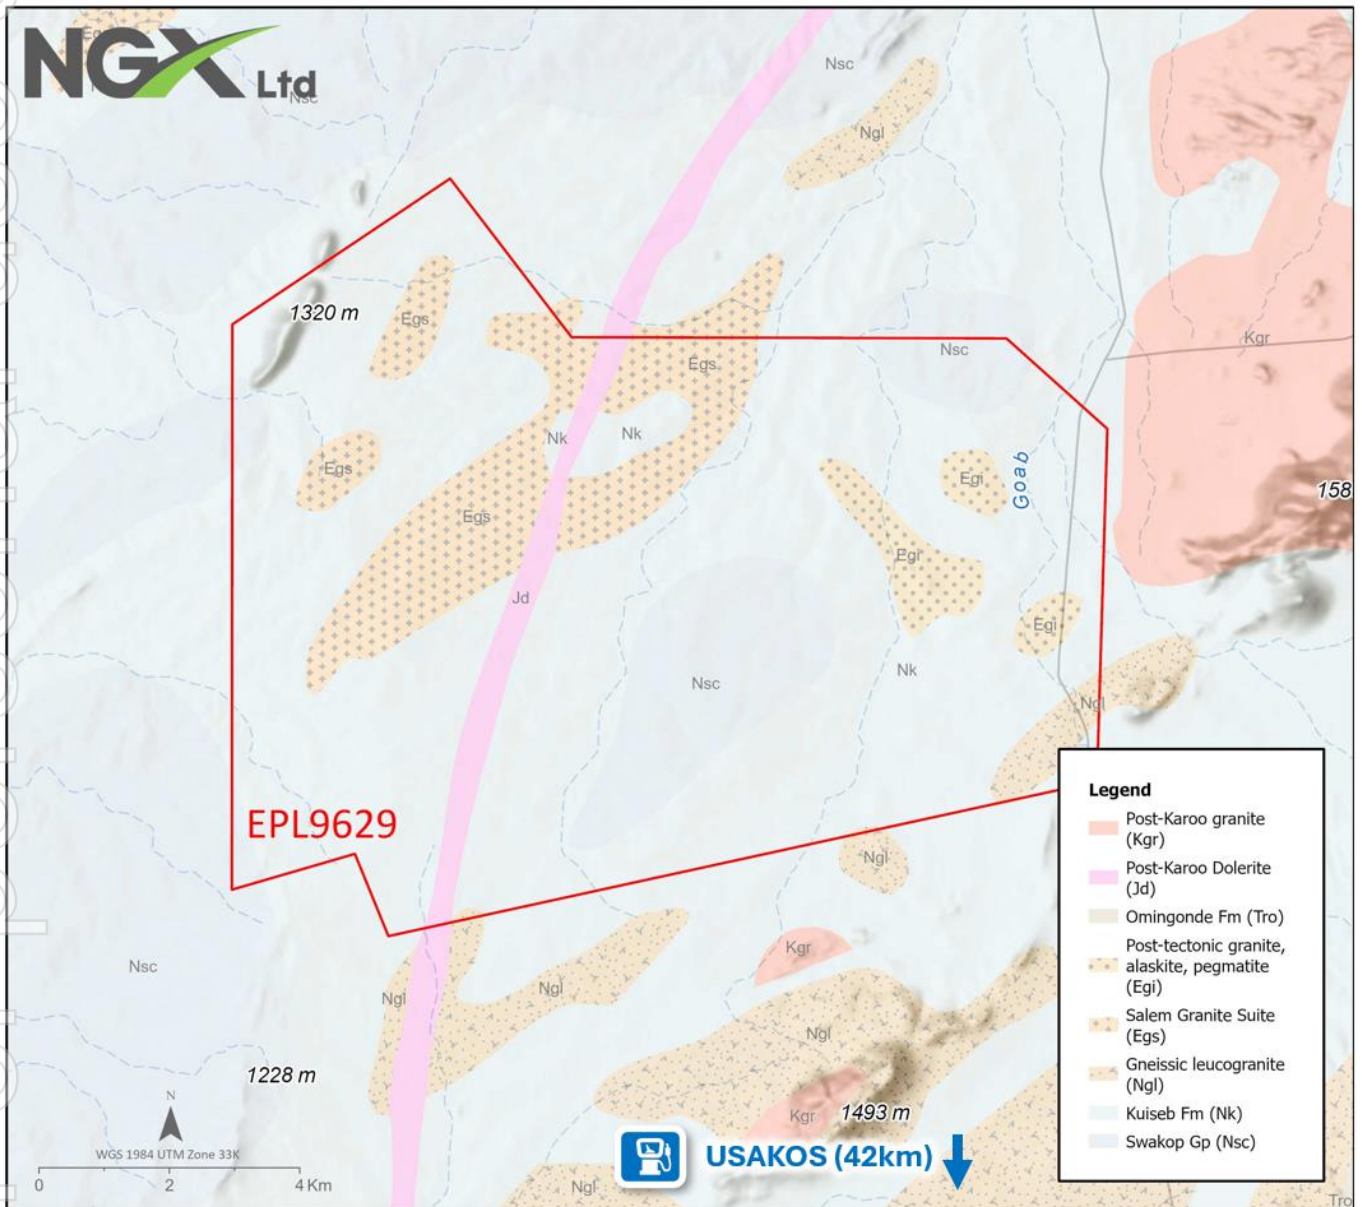 NGX Ltd
Eg
Nsc
Nsc
Ngl
1320 m
Egs
Kgr
Nsc
Egs
Nk
Nk
Egs
Egi
Goab
158
Egs
Egi
Jd
Egi
Nk
Nsc
Ngl
EPL9629
Ngl
Kgr
Nsc
Ngl
Ngl
Ngl
1228 m
Kgr
1493 m
N
WGS 1984 UTM Zone 33K
0 2 4 Km
USAKOS (42km)
Ngl
Tro
Legend
Post-Karoo granite
(Kgr)
Post-Karoo Dolerite
(Jd)
Omingonde Fm (Tro)
Post-tectonic granite,
alaskite, pegmatite
(Egi)
Salem Granite Suite
(Egs)
Gneissic leucogranite
(Ngl)
Kuiseb Fm (Nk)
Swakop Gp (Nsc)